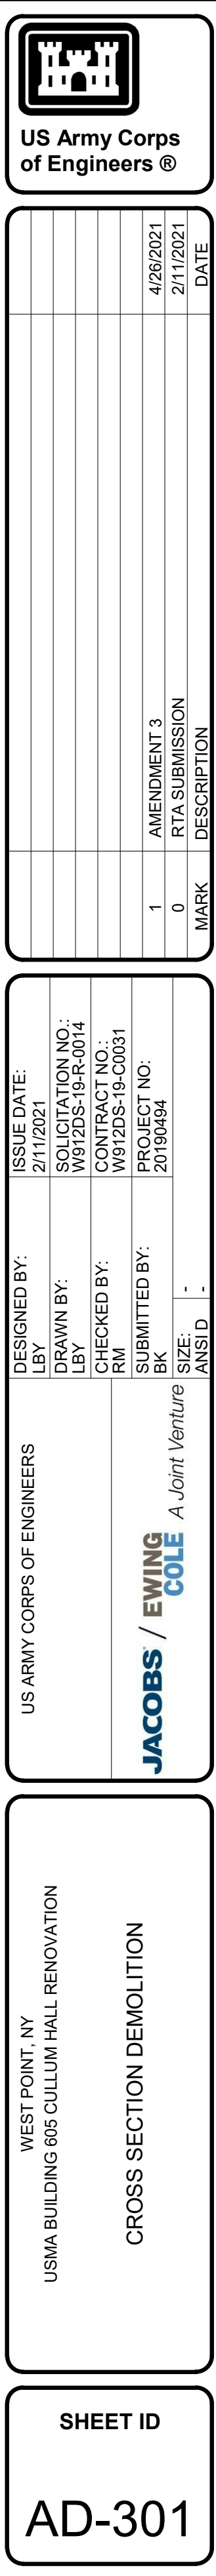 US Army Corps
of Engineers ®
4/26/2021
2/11/2021
DATE
AMENDMENT 3
RTA SUBMISSION
DESCRIPTION
1
0
MARK
ISSUE DATE:
2/11/2021
SOLICITATION NO.:
W912DS-19-R-0014
CONTRACT NO.:
W912DS-19-C0031
PROJECT NO:
20190494
DESIGNED BY:
LBY
DRAWN BY:
LBY
CHECKED BY:
RM
SUBMITTED BY:
BK
SIZE: -
ANSI D -
US ARMY CORPS OF ENGINEERS
JACOBS / EWING COLE A Joint Venture
WEST POINT, NY
USMA BUILDING 605 CULLUM HALL RENOVATION
CROSS SECTION DEMOLITION
SHEET ID
AD-301